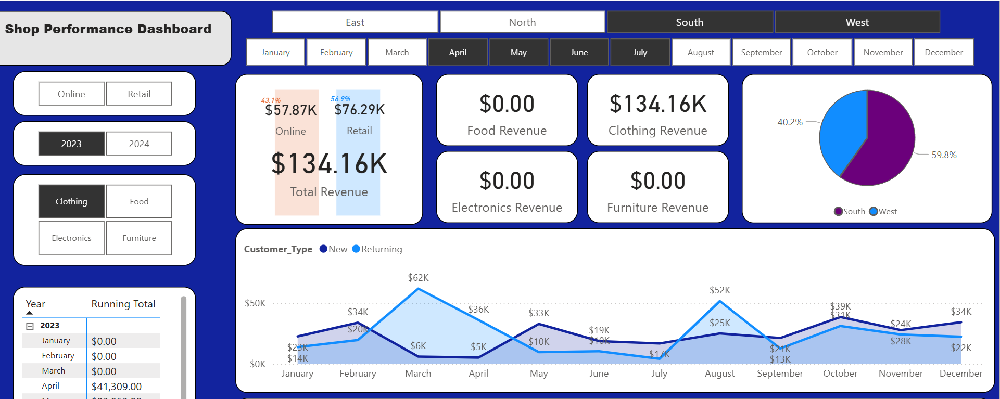 Shop Performance Dashboard
East North South West
January February March April May June July August September October November December
Online Retail
2023 2024
Clothing Food
Electronics Furniture
43.1% 56.9%
$57.87K $76.29K
Online Retail
$134.16K
Total Revenue
$0.00
Food Revenue
$134.16K
Clothing Revenue
$0.00
Electronics Revenue
$0.00
Furniture Revenue
40.2%
59.8%
South West
Customer_Type New Returning
$62K
$52K
$50K
$34K $36K $33K $39K $34K
$20K $19K $25K $31K $24K
$23K $6K $5K $10K $10K $17K $21K $28K $22K
$14K $13K
$0K
January February March April May June July August September October November December
Year Running Total
2023
January $0.00
February $0.00
March $0.00
April $41,309.00